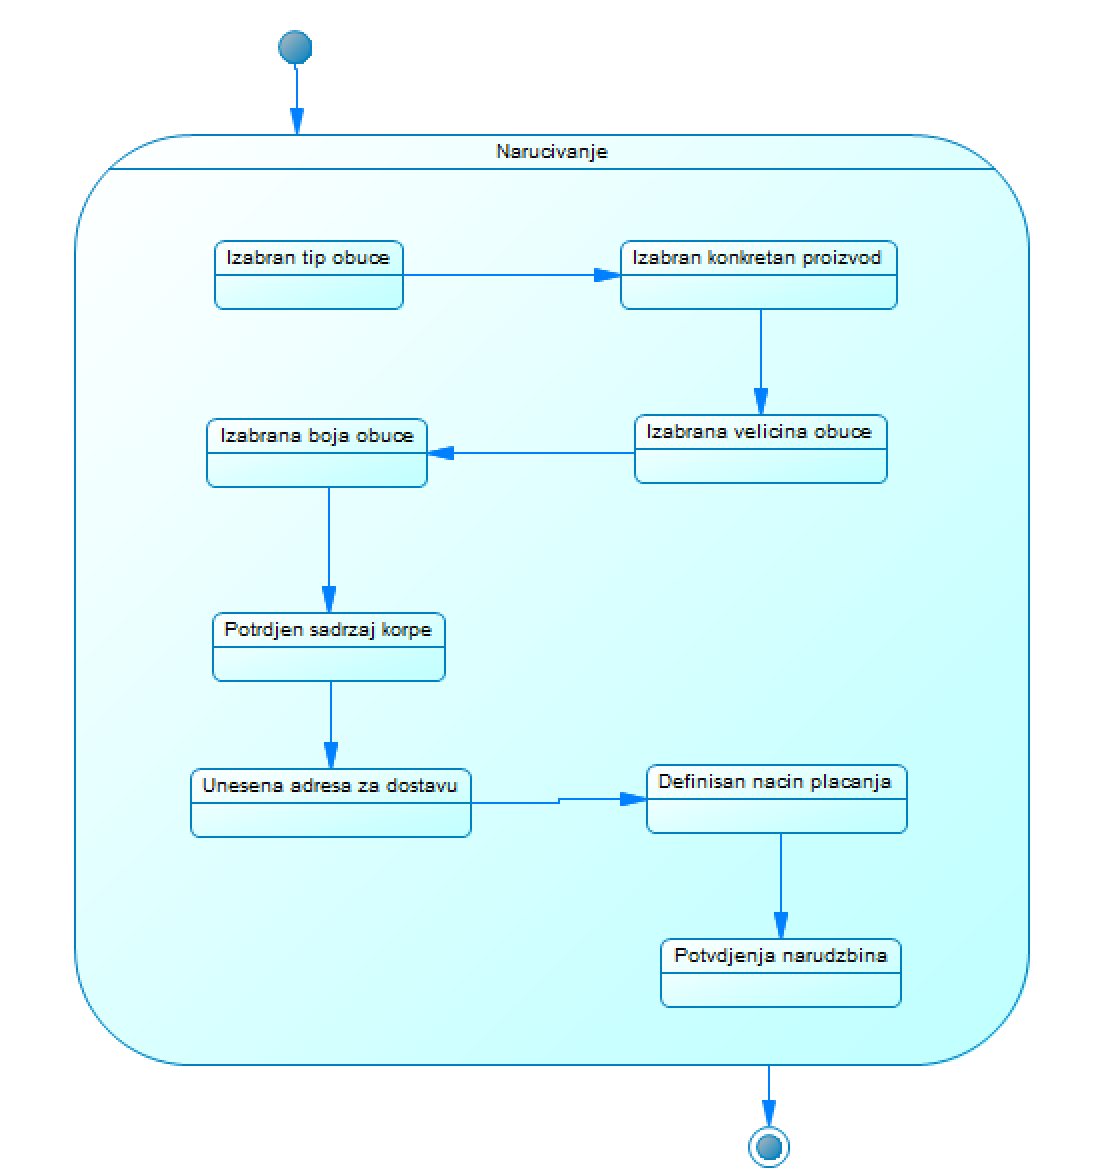 Narucivanje
Izabran tip obuce
Izabran konkretan proizvod
Izabrana velicina obuce
Izabrana boja obuce
Potrdjen sadrzaj korpe
Unesena adresa za dostavu
Definisan nacin placanja
Potvdjenja narudzbina